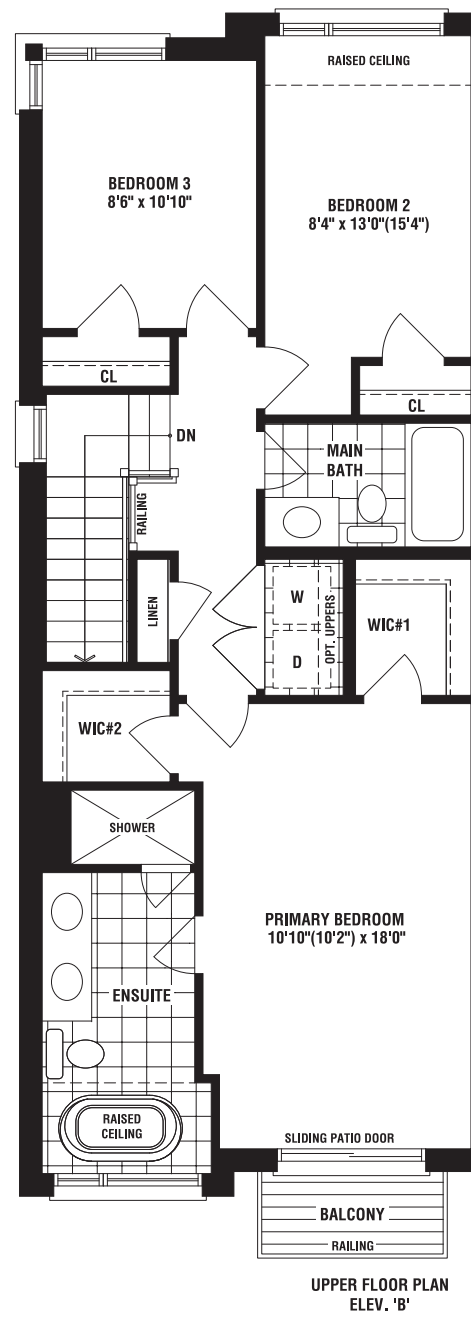 RAISED CEILING
BEDROOM 3
8'6" x 10'10"
BEDROOM 2
8'4" x 13'0"(15'4")
CL
CL
DN
MAIN
BATH
RAILING
LINEN
W
D
OPT. UPPERS
WIC#1
WIC#2
SHOWER
PRIMARY BEDROOM
10'10"(10'2") x 18'0"
ENSUITE
RAISED
CEILING
SLIDING PATIO DOOR
BALCONY
RAILING
UPPER FLOOR PLAN
ELEV. 'B'